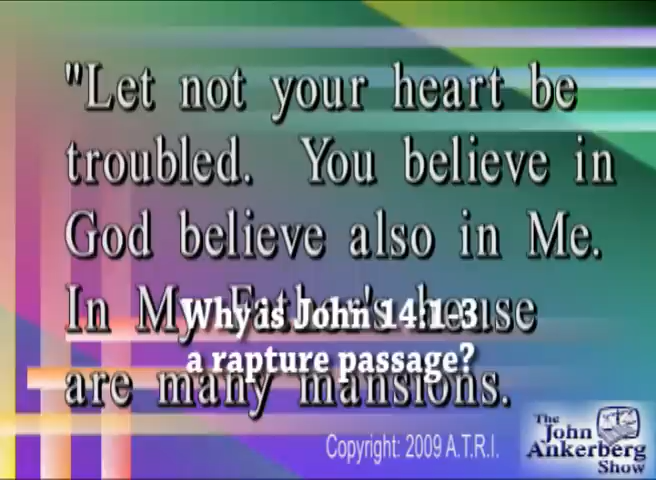 "Let not your heart be
troubled. You believe in
God believe also in Me.
In My Father's house
are many mansions.
Why is John 14:1-3
a rapture passage?
Copyright: 2009 A.T.R.I.
The
John
Ankerberg
Show